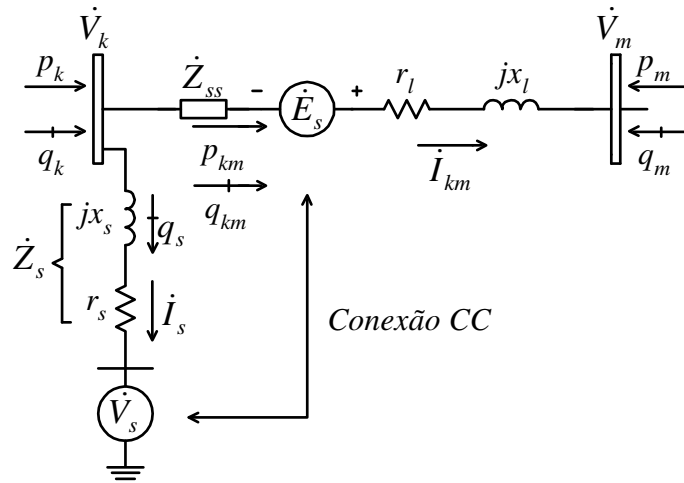 V̇k
V̇m
pk
Żss
-
Ės
+
rl
jxl
pm
qk
pkm
İkm
qm
qkm
jxs
qs
Żs
rs
İs
Conexão CC
V̇s